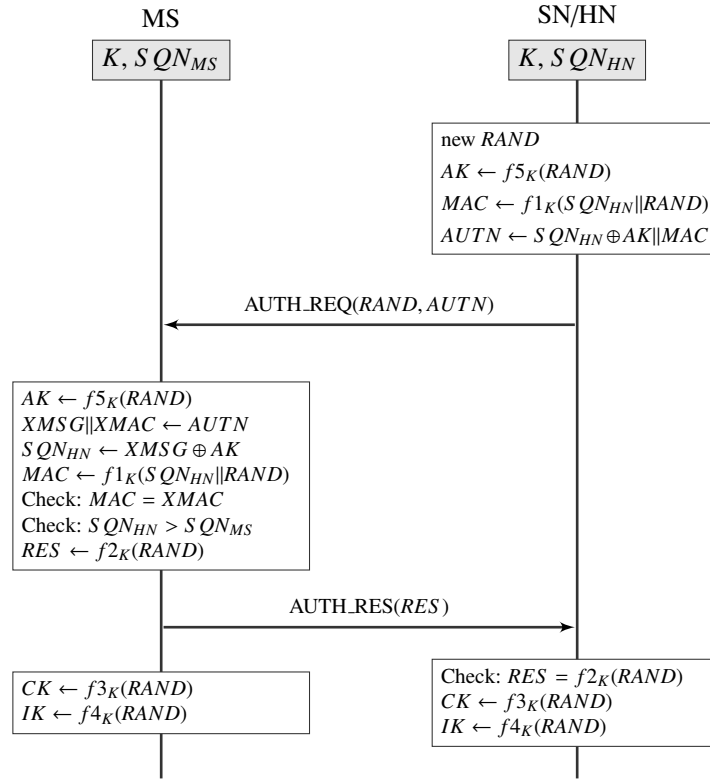 MS
SN/HN
K, SQN_MS
K, SQN_HN
new RAND
AK ← f5_K(RAND)
MAC ← f1_K(SQN_HN||RAND)
AUTN ← SQN_HN ⊕ AK||MAC
AUTH_REQ(RAND, AUTN)
AK ← f5_K(RAND)
XMSG||XMAC ← AUTN
SQN_HN ← XMSG ⊕ AK
MAC ← f1_K(SQN_HN||RAND)
Check: MAC = XMAC
Check: SQN_HN > SQN_MS
RES ← f2_K(RAND)
AUTH_RES(RES)
CK ← f3_K(RAND)
IK ← f4_K(RAND)
Check: RES = f2_K(RAND)
CK ← f3_K(RAND)
IK ← f4_K(RAND)